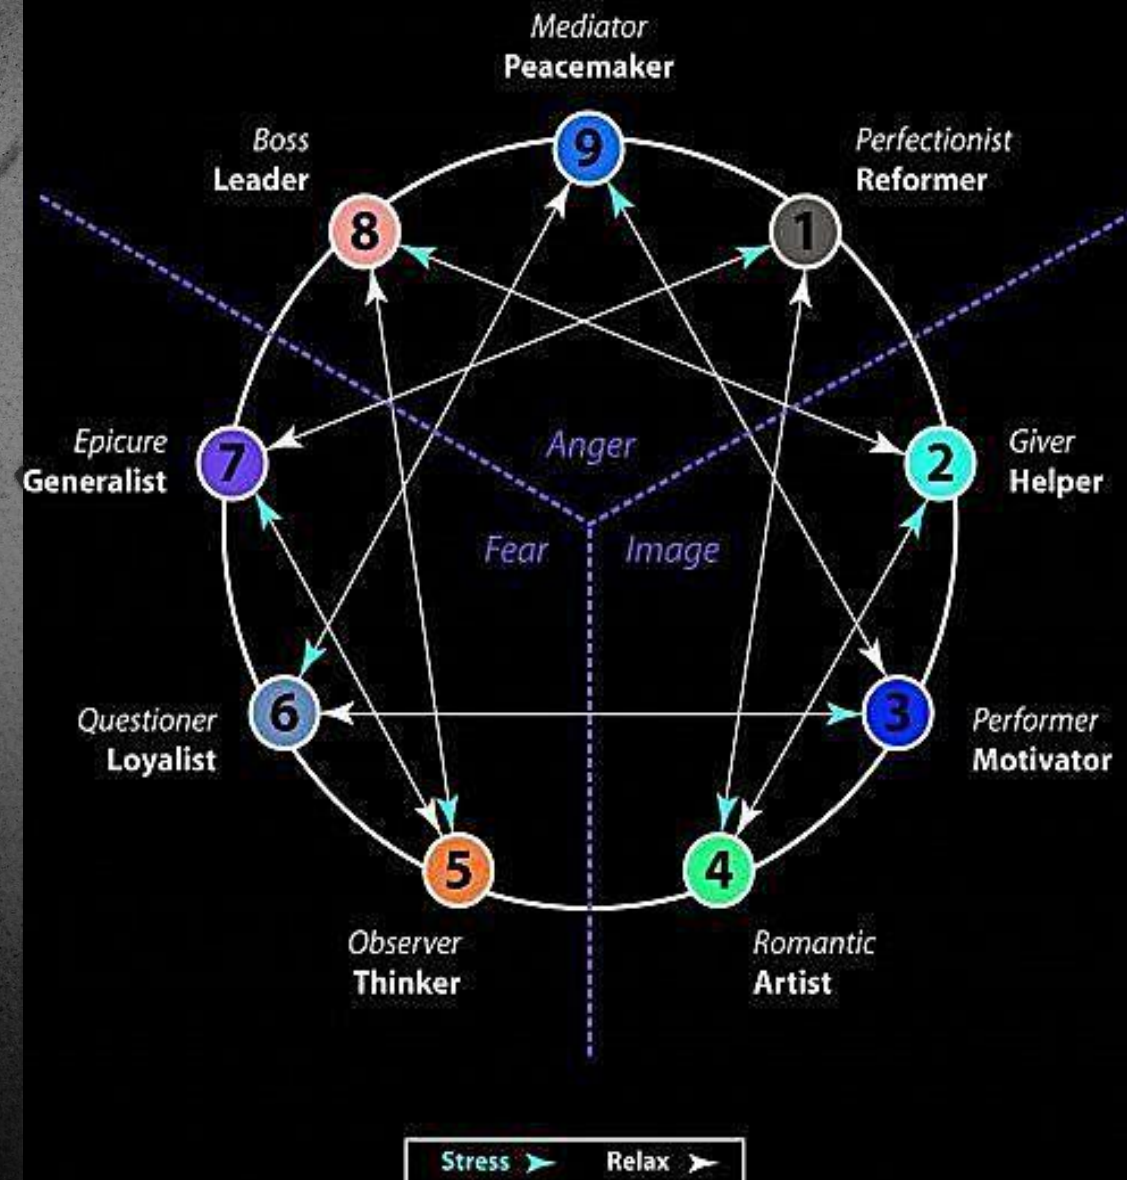 Mediator
Peacemaker
9
Boss
Leader
8
Perfectionist
Reformer
1
Epicure
Generalist
7
Anger
Giver
Helper
2
Fear
Image
Questioner
Loyalist
6
3
Performer
Motivator
5
4
Observer
Thinker
Romantic
Artist
Stress
Relax